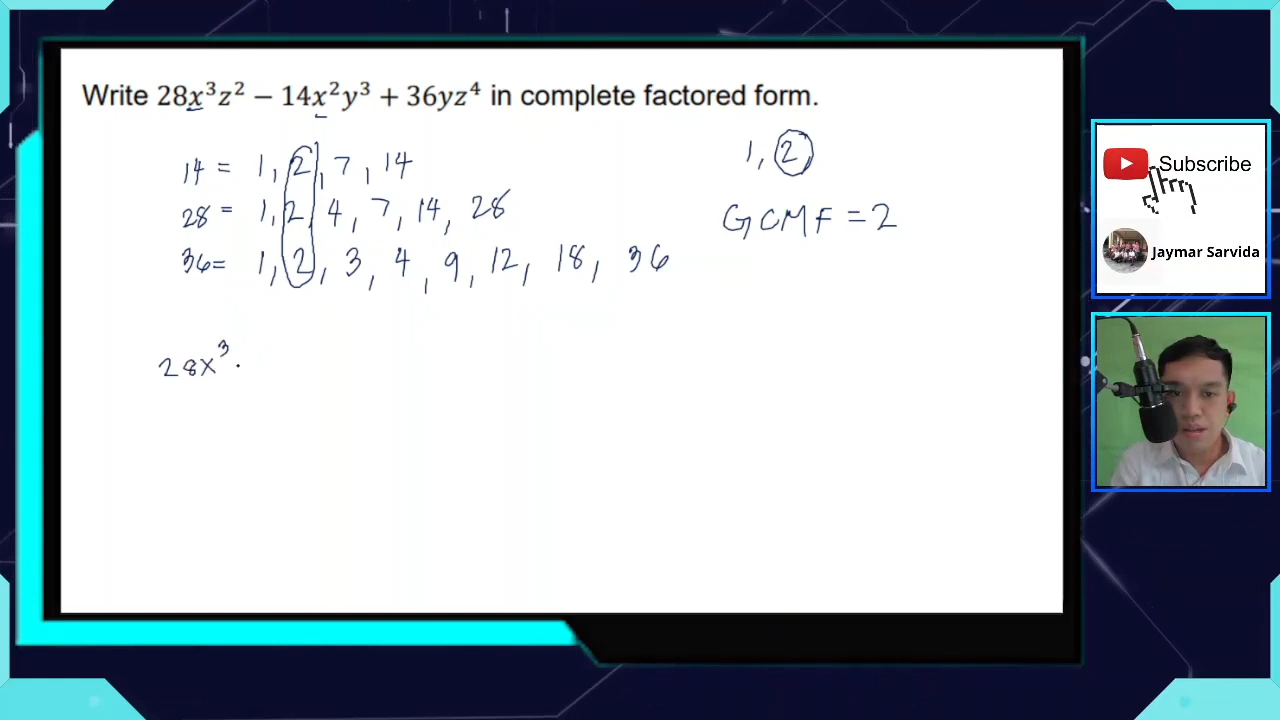 Write 28x³z² − 14x²y³ + 36yz⁴ in complete factored form.
14 = 1, 2, 7, 14
28 = 1, 2, 4, 7, 14, 28
36= 1, 2, 3, 4, 9, 12, 18, 36
1, 2,
GCMF = 2
28x³
Subscribe
Jaymar Sarvida